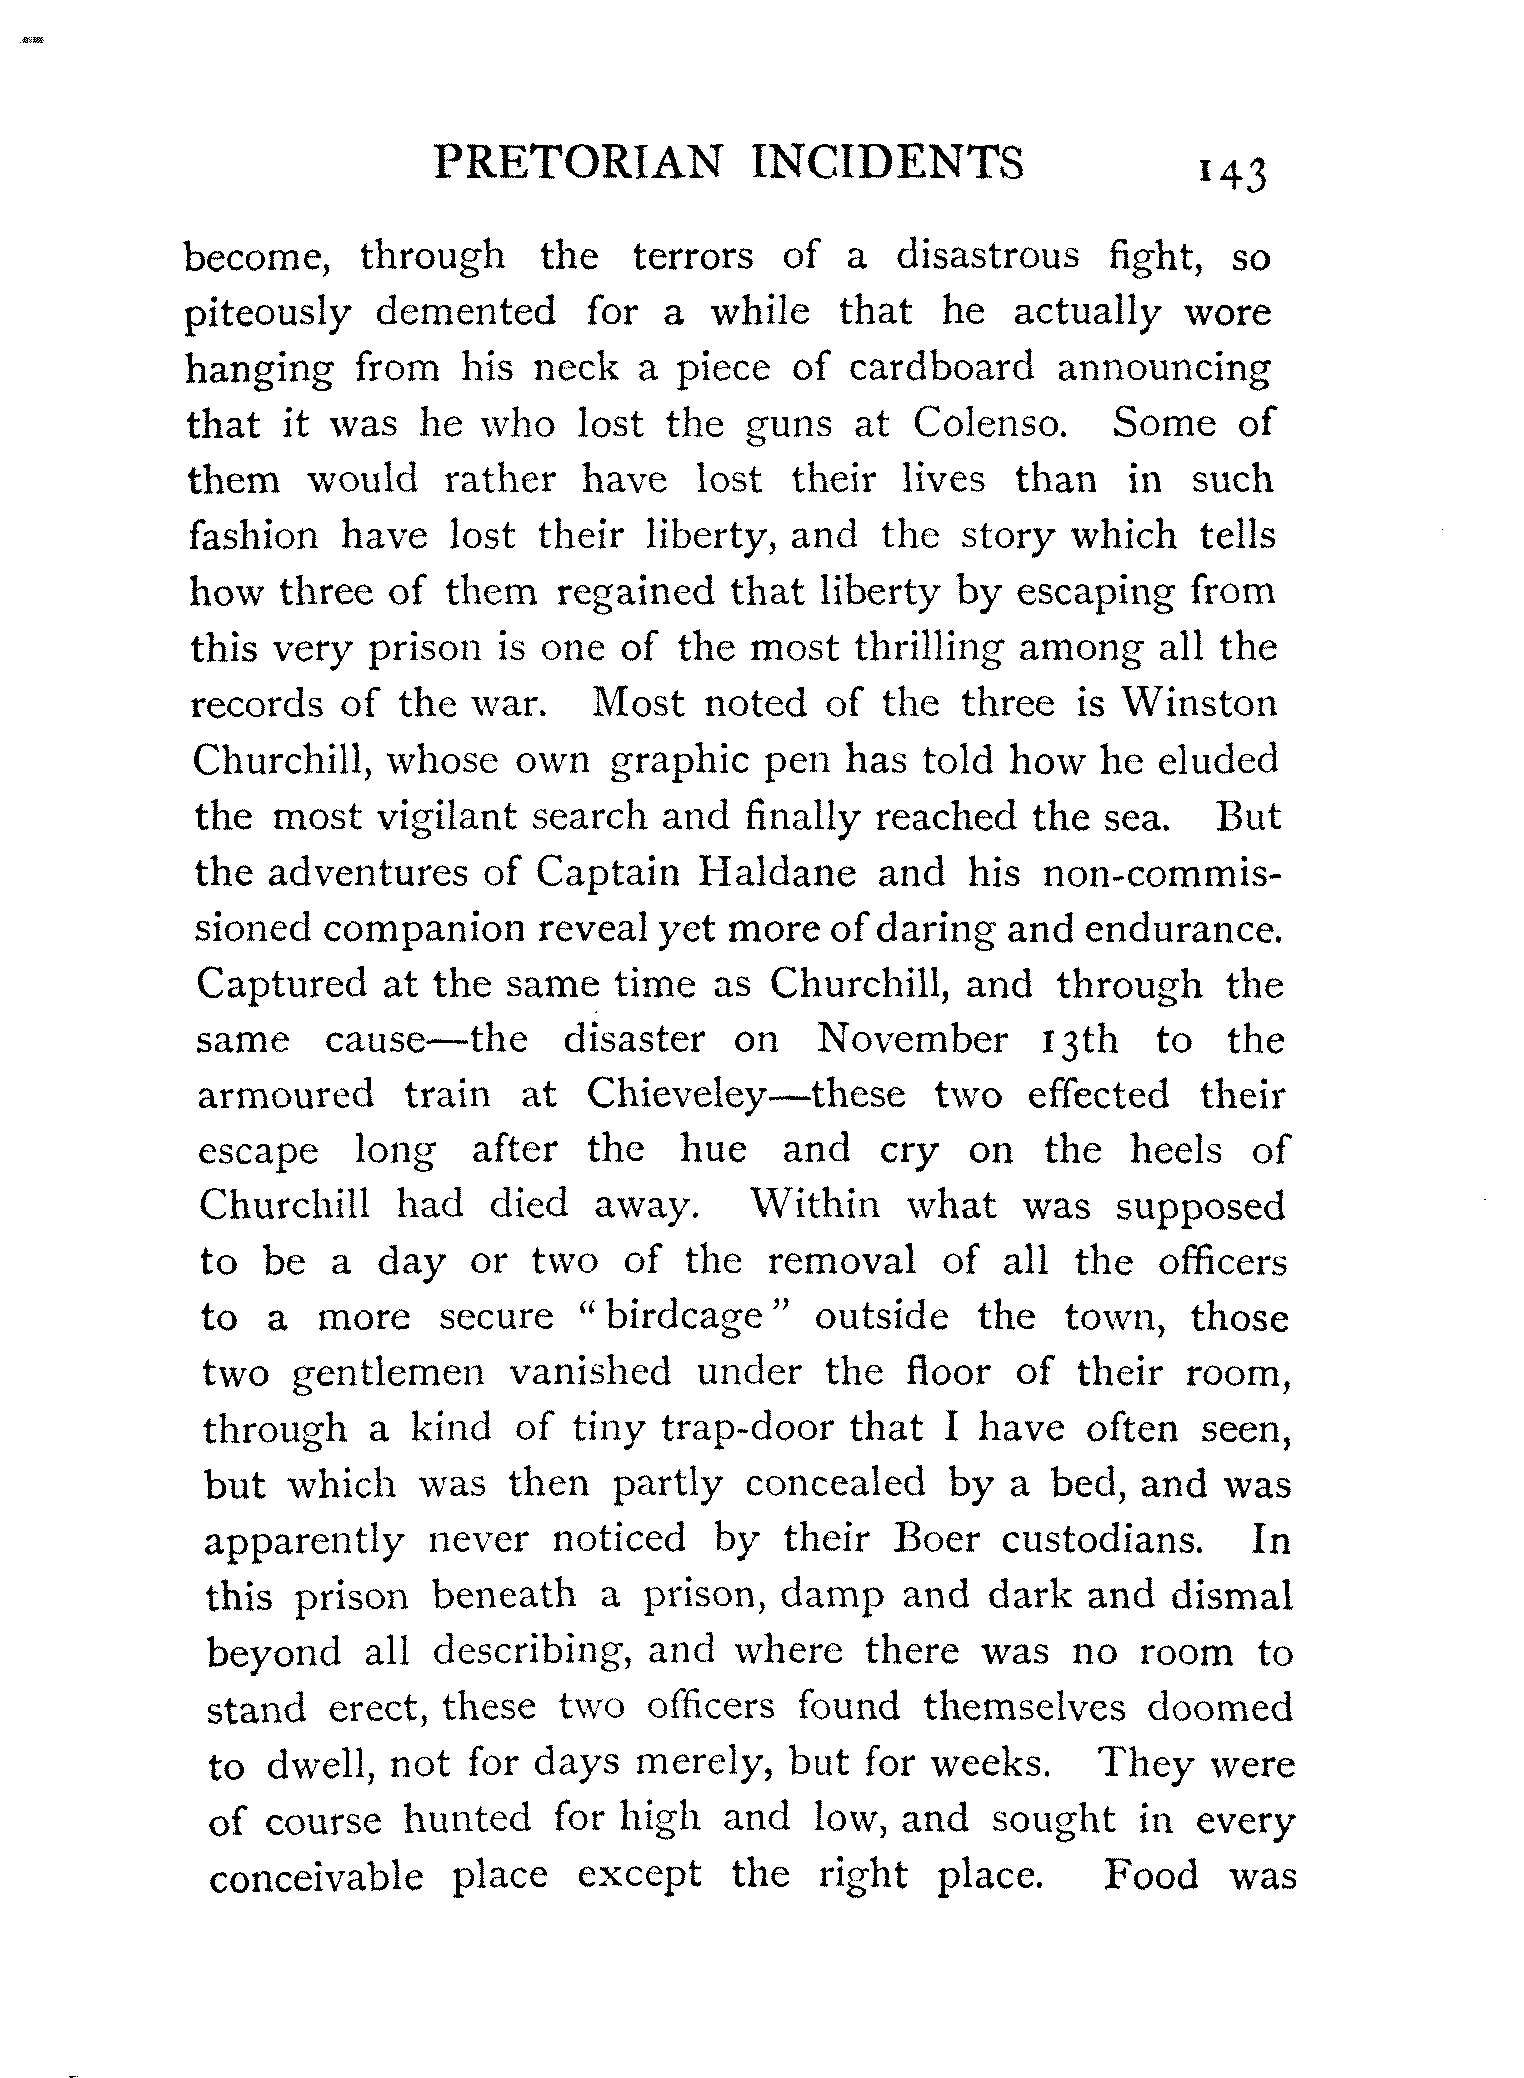 PRETORIAN INCIDENTS 143
become, through the terrors of a disastrous fight, so
piteously demented for a while that he actually wore
hanging from his neck a piece of cardboard announcing
that it was he who lost the guns at Colenso. Some of
them would rather have lost their lives than in such
fashion have lost their liberty, and the story which tells
how three of them regained that liberty by escaping from
this very prison is one of the most thrilling among all the
records of the war. Most noted of the three is Winston
Churchill, whose own graphic pen has told how he eluded
the most vigilant search and finally reached the sea. But
the adventures of Captain Haldane and his non-commis-
sioned companion reveal yet more of daring and endurance.
Captured at the same time as Churchill, and through the
same cause—the disaster on November 13th to the
armoured train at Chieveley—these two effected their
escape long after the hue and cry on the heels of
Churchill had died away. Within what was supposed
to be a day or two of the removal of all the officers
to a more secure "birdcage" outside the town, those
two gentlemen vanished under the floor of their room,
through a kind of tiny trap-door that I have often seen,
but which was then partly concealed by a bed, and was
apparently never noticed by their Boer custodians. In
this prison beneath a prison, damp and dark and dismal
beyond all describing, and where there was no room to
stand erect, these two officers found themselves doomed
to dwell, not for days merely, but for weeks. They were
of course hunted for high and low, and sought in every
conceivable place except the right place. Food was